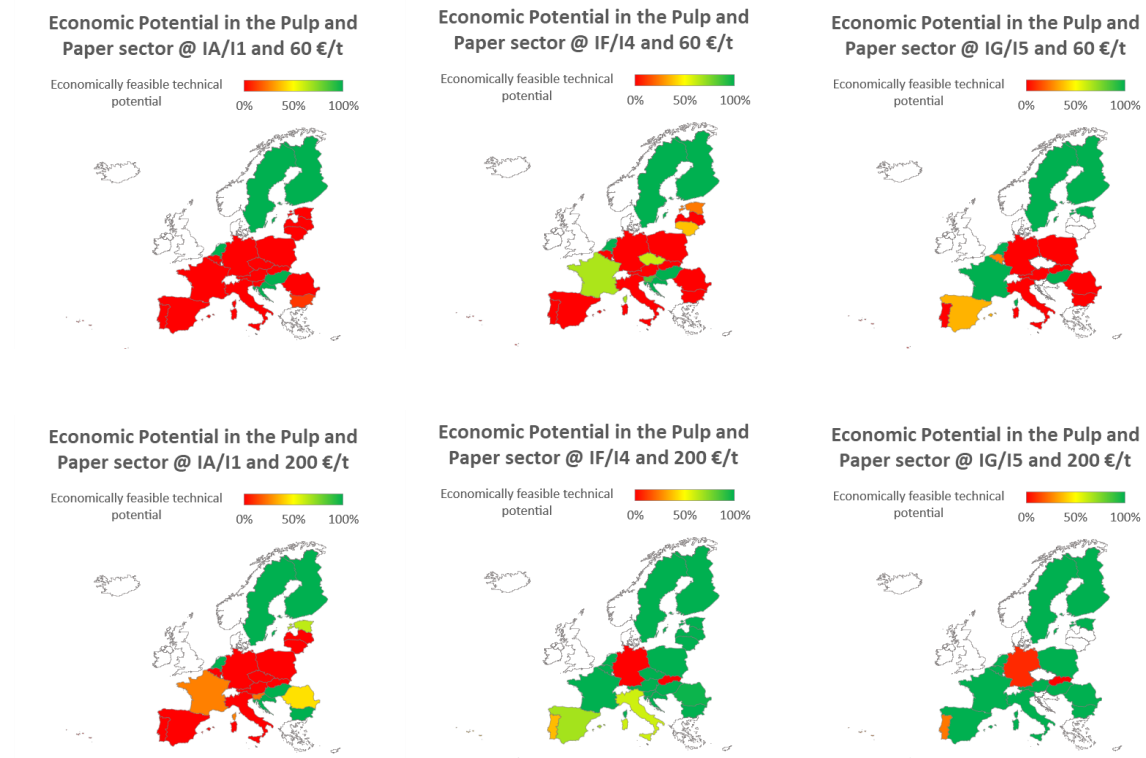 Economic Potential in the Pulp and
Paper sector @ IA/I1 and 60 €/t
Economically feasible technical
potential
0% 50% 100%
Economic Potential in the Pulp and
Paper sector @ IF/I4 and 60 €/t
Economically feasible technical
potential
0% 50% 100%
Economic Potential in the Pulp and
Paper sector @ IG/I5 and 60 €/t
Economically feasible technical
potential
0% 50% 100%
Economic Potential in the Pulp and
Paper sector @ IA/I1 and 200 €/t
Economically feasible technical
potential
0% 50% 100%
Economic Potential in the Pulp and
Paper sector @ IF/I4 and 200 €/t
Economically feasible technical
potential
0% 50% 100%
Economic Potential in the Pulp and
Paper sector @ IG/I5 and 200 €/t
Economically feasible technical
potential
0% 50% 100%